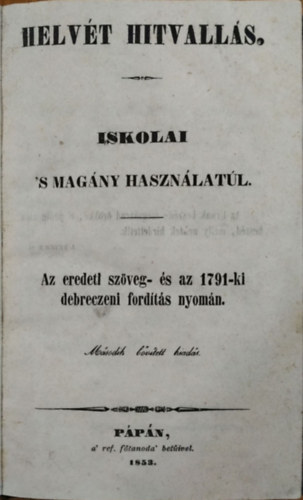 HELVÉT HITVALLÁS,
ISKOLAI
'S MAGÁNY HASZNÁLATÚL.
Az eredeti szöveg- és az 1791-ki
debreczeni fordítás nyomán.
Második bővített kiadás.
PÁPÁN,
a' ref. főtanoda' betűivel.
1853.